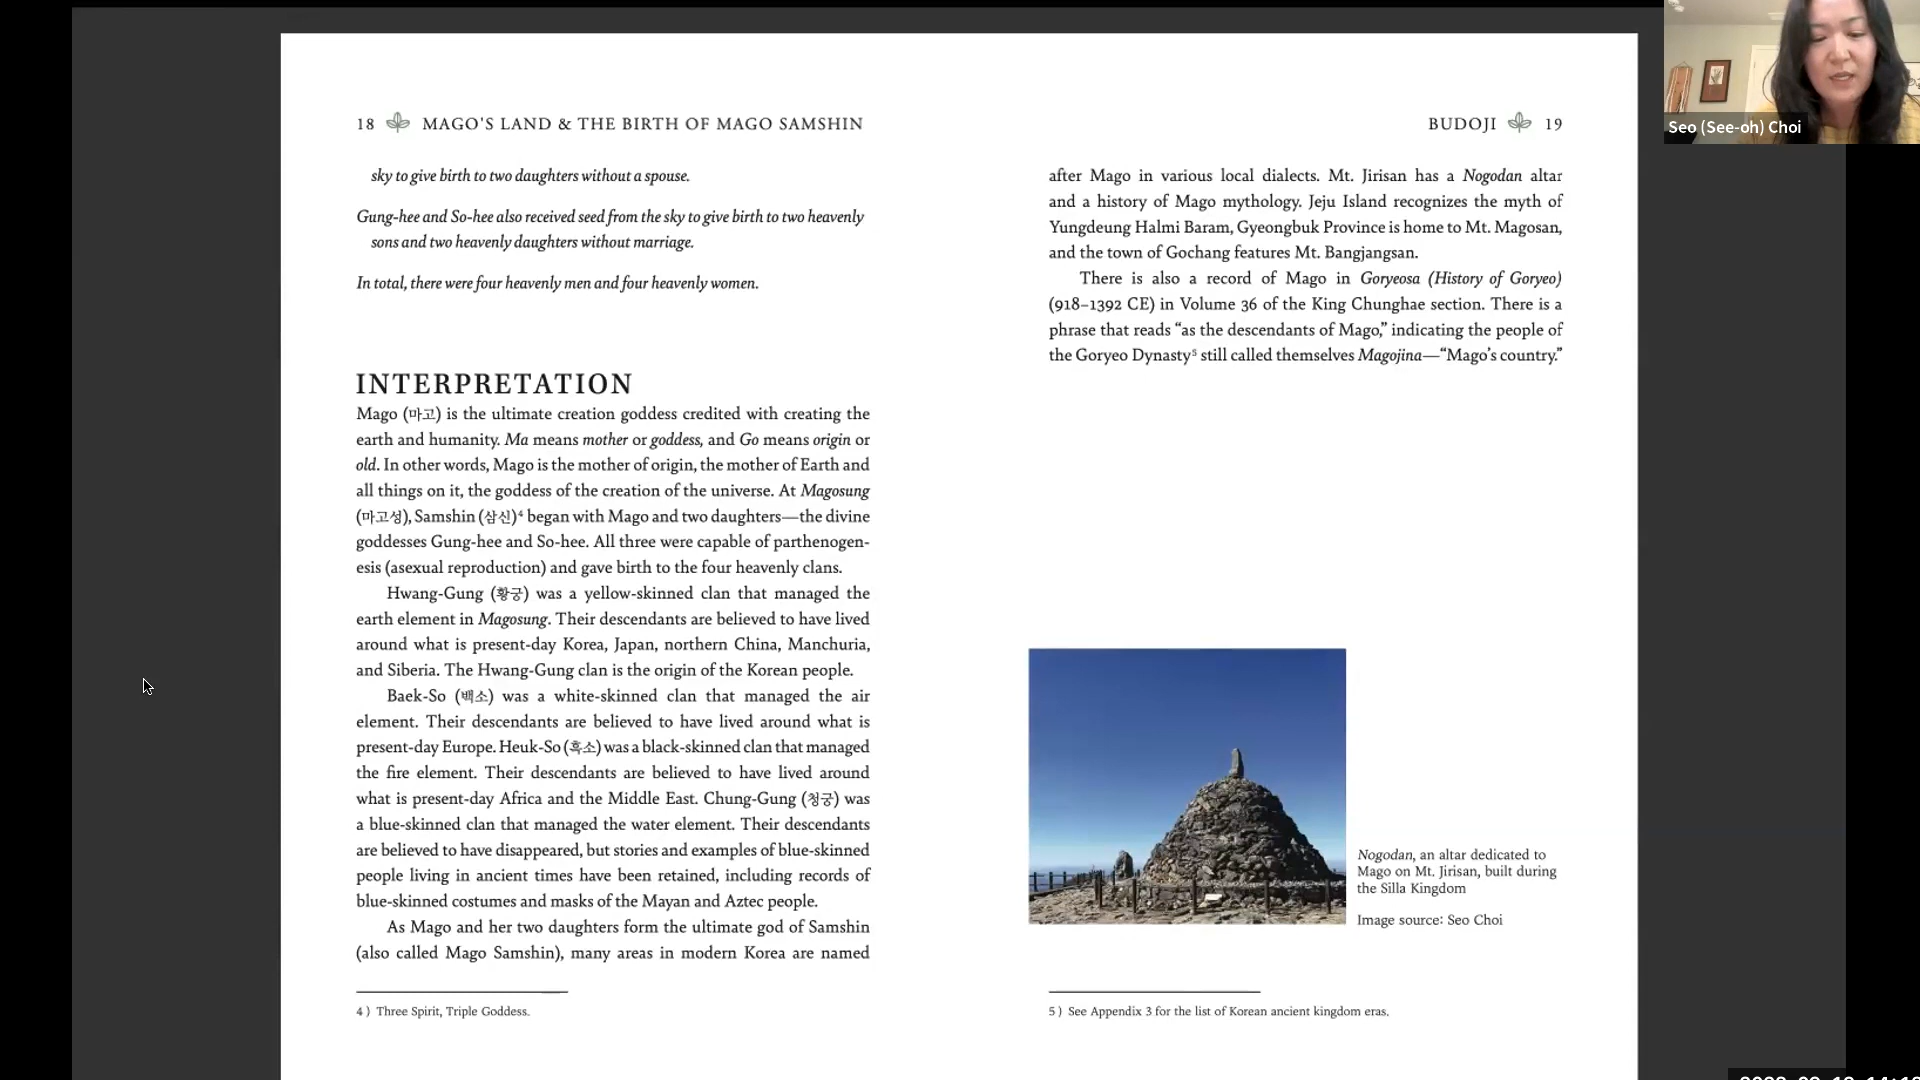 18 MAGO'S LAND & THE BIRTH OF MAGO SAMSHIN
sky to give birth to two daughters without a spouse.
Gung-hee and So-hee also received seed from the sky to give birth to two heavenly
sons and two heavenly daughters without marriage.
In total, there were four heavenly men and four heavenly women.
INTERPRETATION
Mago (마고) is the ultimate creation goddess credited with creating the
earth and humanity. Ma means mother or goddess, and Go means origin or
old. In other words, Mago is the mother of origin, the mother of Earth and
all things on it, the goddess of the creation of the universe. At Magosung
(마고성), Samshin (삼신)⁴ began with Mago and two daughters—the divine
goddesses Gung-hee and So-hee. All three were capable of parthenogen-
esis (asexual reproduction) and gave birth to the four heavenly clans.
Hwang-Gung (황궁) was a yellow-skinned clan that managed the
earth element in Magosung. Their descendants are believed to have lived
around what is present-day Korea, Japan, northern China, Manchuria,
and Siberia. The Hwang-Gung clan is the origin of the Korean people.
Baek-So (백소) was a white-skinned clan that managed the air
element. Their descendants are believed to have lived around what is
present-day Europe. Heuk-So (흑소) was a black-skinned clan that managed
the fire element. Their descendants are believed to have lived around
what is present-day Africa and the Middle East. Chung-Gung (청궁) was
a blue-skinned clan that managed the water element. Their descendants
are believed to have disappeared, but stories and examples of blue-skinned
people living in ancient times have been retained, including records of
blue-skinned costumes and masks of the Mayan and Aztec people.
As Mago and her two daughters form the ultimate god of Samshin
(also called Mago Samshin), many areas in modern Korea are named
4 ) Three Spirit, Triple Goddess.
BUDOJI 19
after Mago in various local dialects. Mt. Jirisan has a Nogodan altar
and a history of Mago mythology. Jeju Island recognizes the myth of
Yungdeung Halmi Baram, Gyeongbuk Province is home to Mt. Magosan,
and the town of Gochang features Mt. Bangjangsan.
There is also a record of Mago in Goryeosa (History of Goryeo)
(918–1392 CE) in Volume 36 of the King Chunghae section. There is a
phrase that reads “as the descendants of Mago,” indicating the people of
the Goryeo Dynasty⁵ still called themselves Magojina—“Mago’s country.”
Nogodan, an altar dedicated to
Mago on Mt. Jirisan, built during
the Silla Kingdom
Image source: Seo Choi
5 ) See Appendix 3 for the list of Korean ancient kingdom eras.
Seo (See-oh) Choi